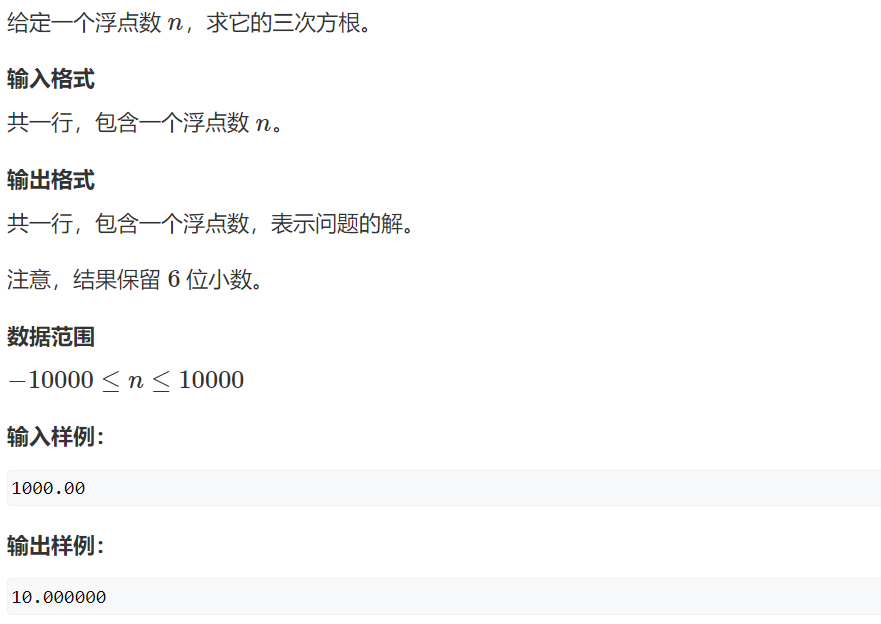 给定一个浮点数 n，求它的三次方根。
输入格式
共一行，包含一个浮点数 n。
输出格式
共一行，包含一个浮点数，表示问题的解。
注意，结果保留 6 位小数。
数据范围
−10000 ≤ n ≤ 10000
输入样例：
1000.00
输出样例：
10.000000